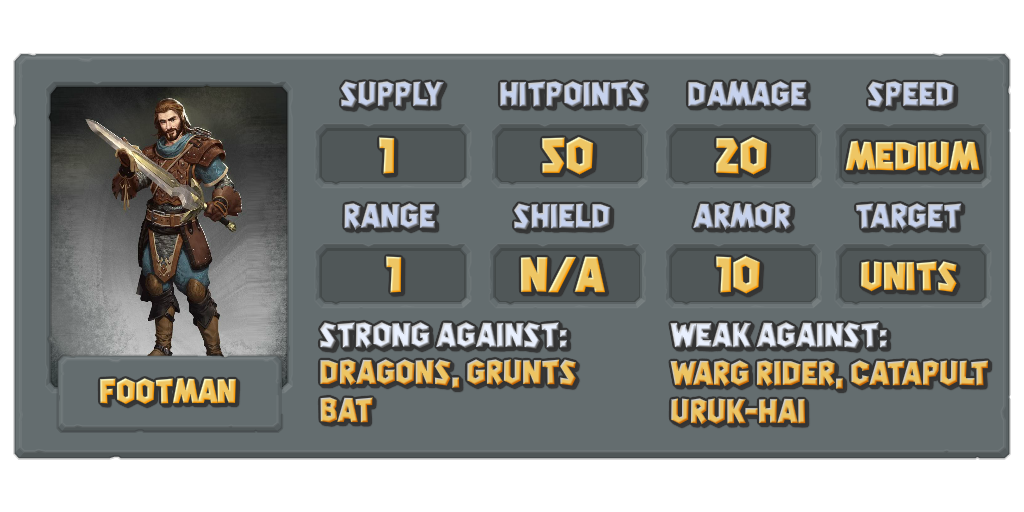 SUPPLY HITPOINTS DAMAGE SPEED
1 50 20 MEDIUM
RANGE SHIELD ARMOR TARGET
1 N/A 10 UNITS
STRONG AGAINST:
DRAGONS, GRUNTS
BAT
WEAK AGAINST:
WARG RIDER, CATAPULT
URUK-HAI
FOOTMAN